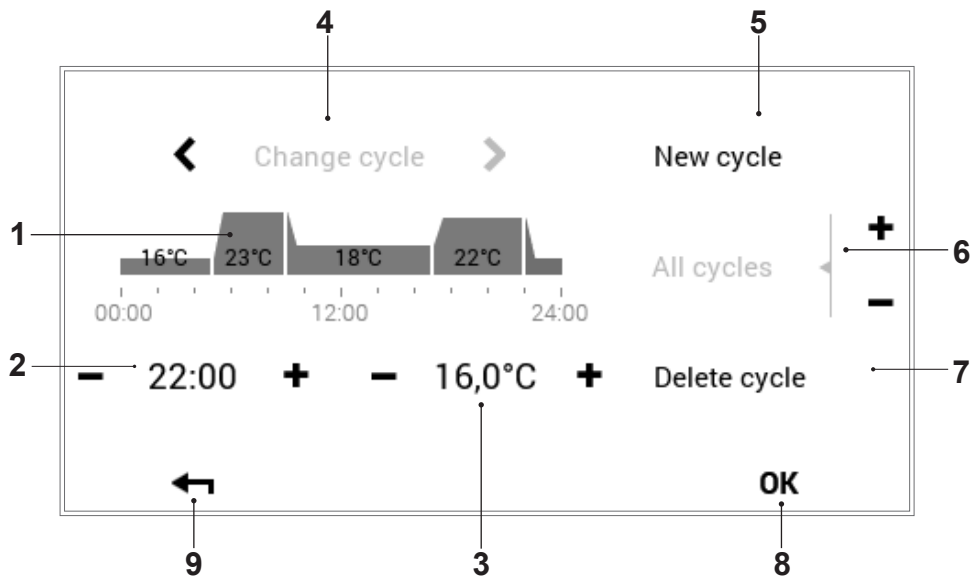 4 5
Change cycle New cycle
1 16°C 23°C 18°C 22°C + 6
All cycles −
00:00 12:00 24:00
2 − 22:00 + − 16,0°C + Delete cycle 7
OK
9 3 8